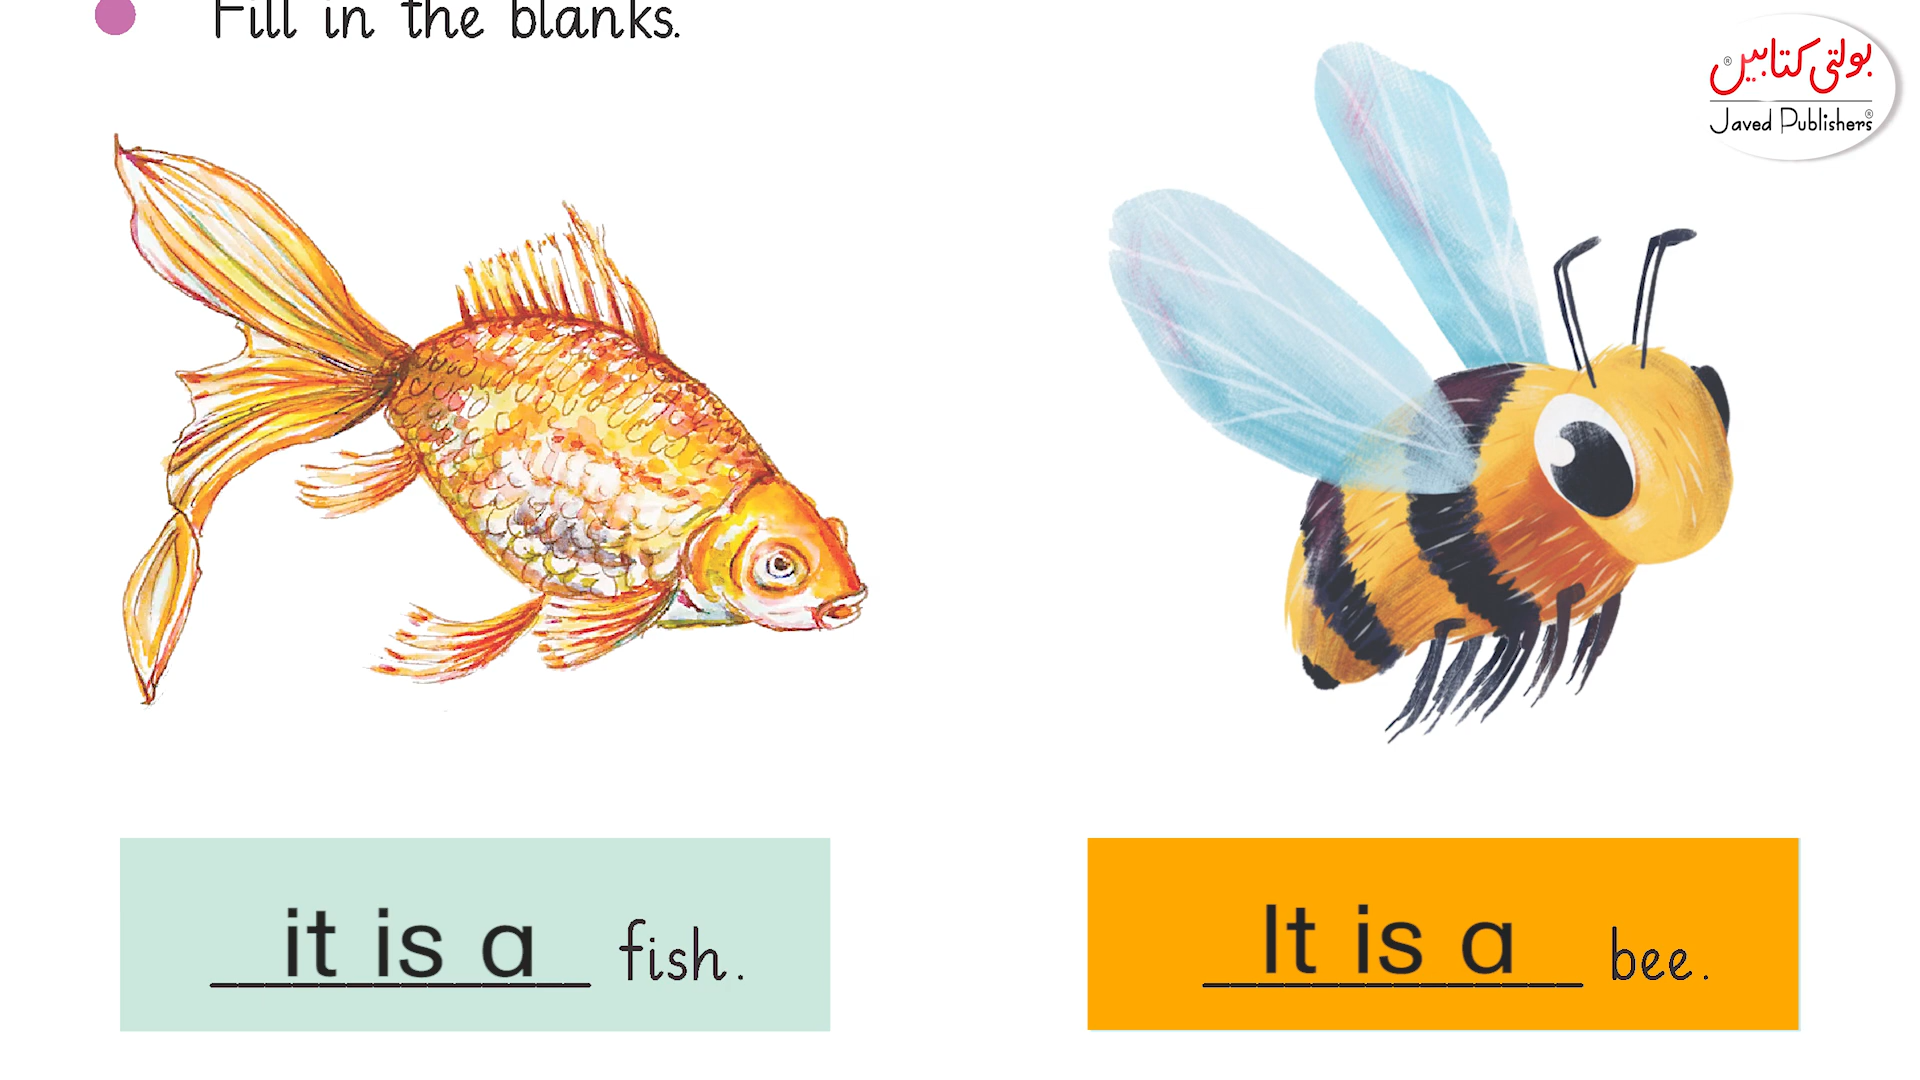 Fill in the blanks.
بولتی کتابیں®
Javed Publishers®
it is a fish.
It is a bee.